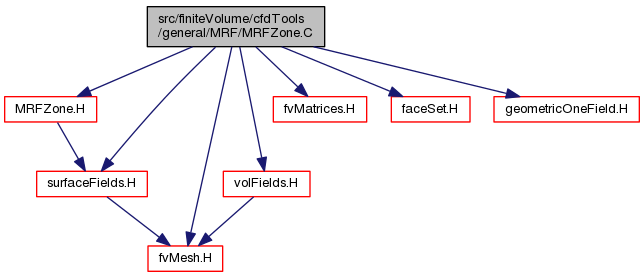 src/finiteVolume/cfdTools
/general/MRF/MRFZone.C
MRFZone.H
fvMatrices.H
faceSet.H
geometricOneField.H
surfaceFields.H
volFields.H
fvMesh.H